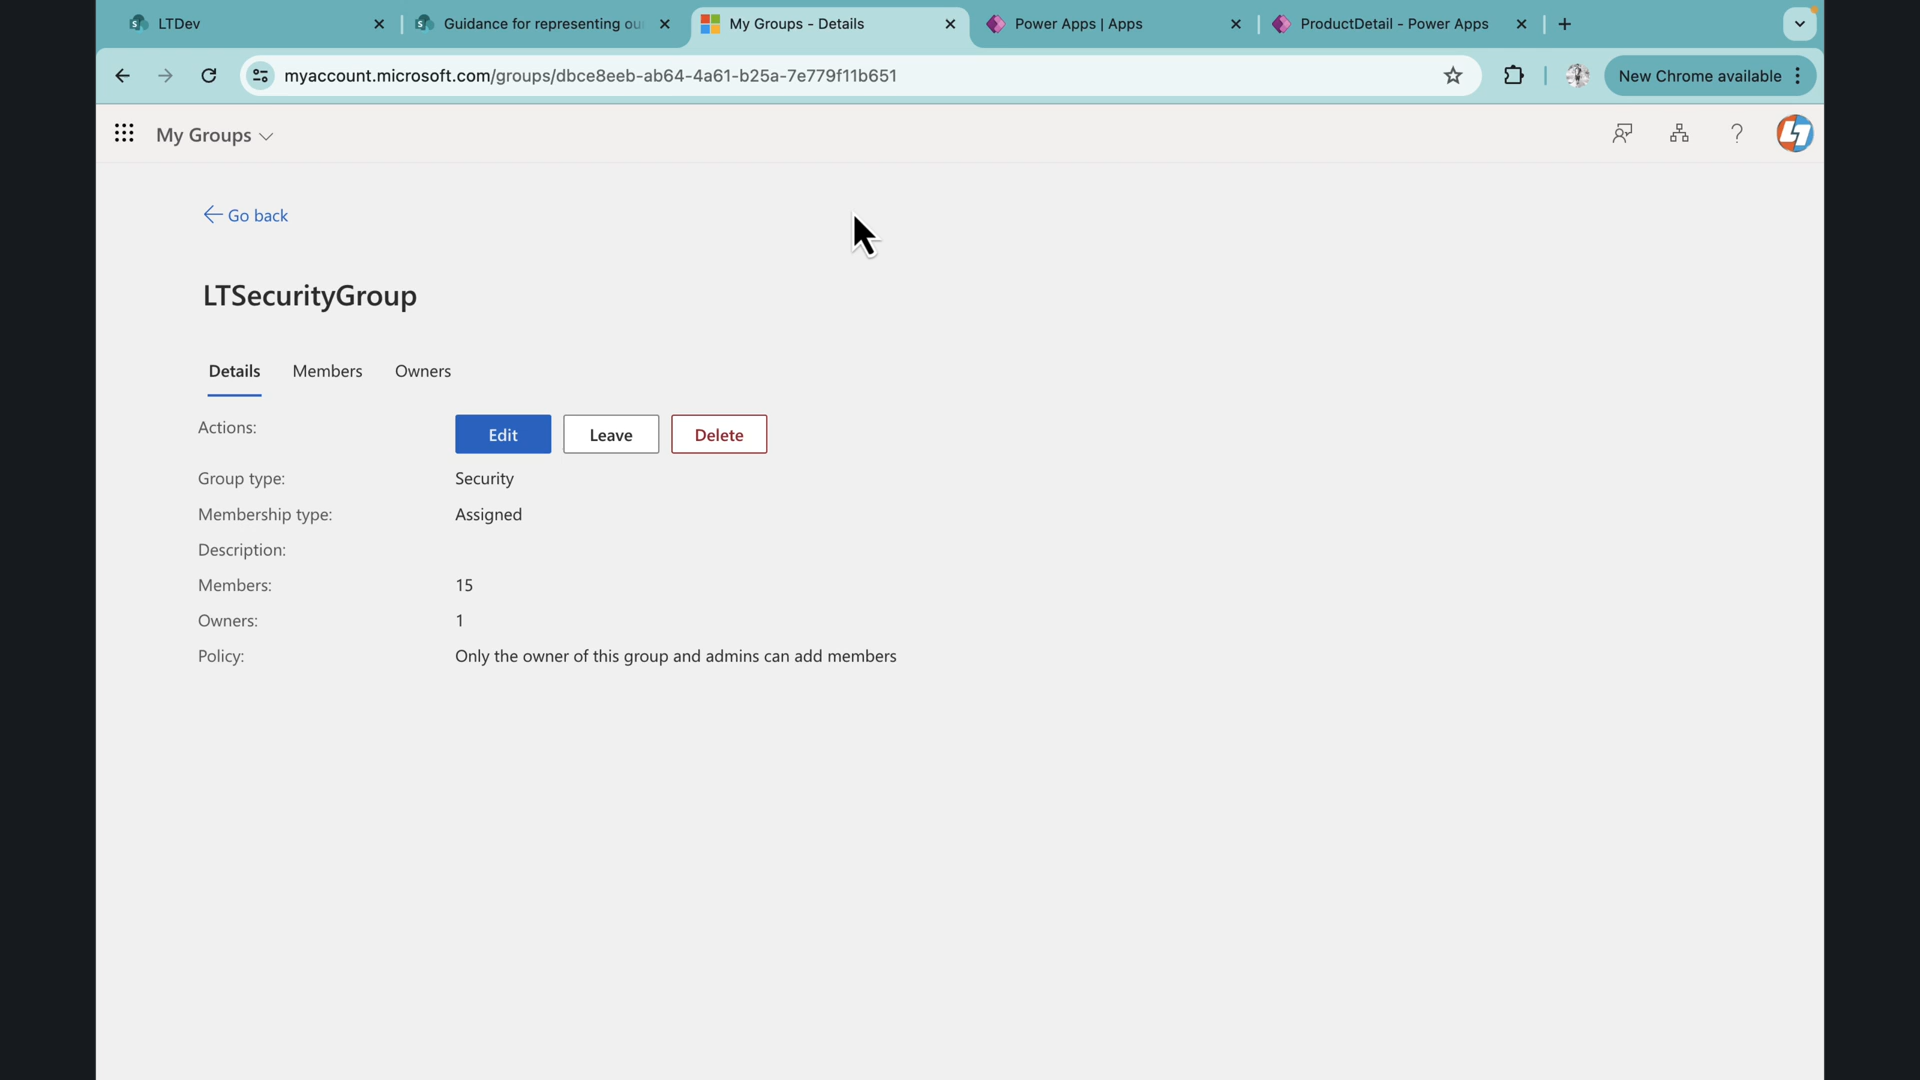 LTDev
Guidance for representing ou
My Groups - Details
Power Apps | Apps
ProductDetail - Power Apps
myaccount.microsoft.com/groups/dbce8eeb-ab64-4a61-b25a-7e779f11b651
New Chrome available
My Groups
Go back
LTSecurityGroup
Details Members Owners
Actions: Edit Leave Delete
Group type: Security
Membership type: Assigned
Description:
Members: 15
Owners: 1
Policy: Only the owner of this group and admins can add members